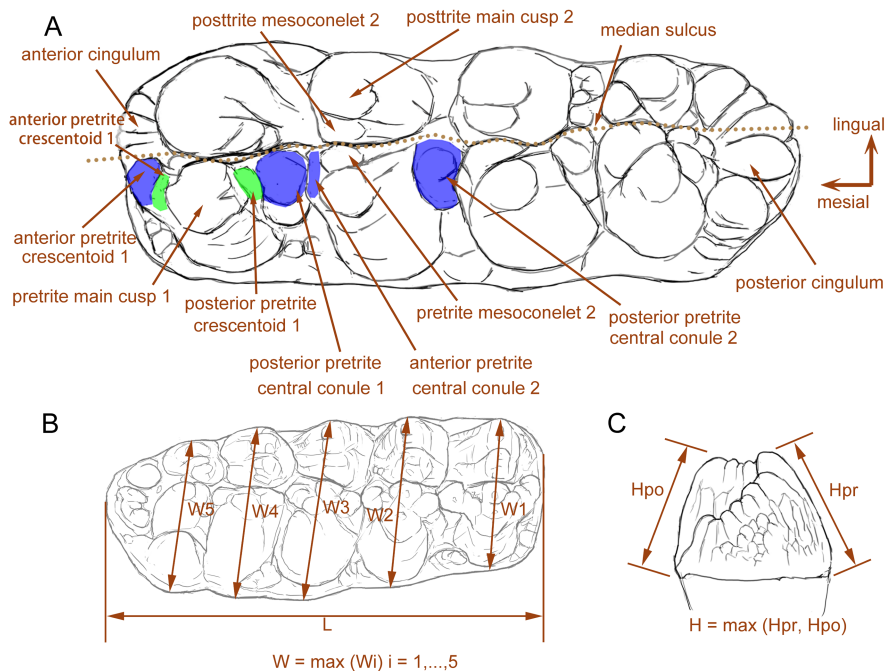 A
posttrite mesoconelet 2
posttrite main cusp 2
median sulcus
anterior cingulum
anterior pretrite
crescentoid 1
lingual
mesial
anterior pretrite
crescentoid 1
pretrite main cusp 1
posterior pretrite
crescentoid 1
pretrite mesoconelet 2
posterior cingulum
posterior pretrite
central conule 2
posterior pretrite
central conule 1
anterior pretrite
central conule 2
B
W5
W4
W3
W2
W1
L
W = max (Wi) i = 1,...,5
C
Hpo
Hpr
H = max (Hpr, Hpo)